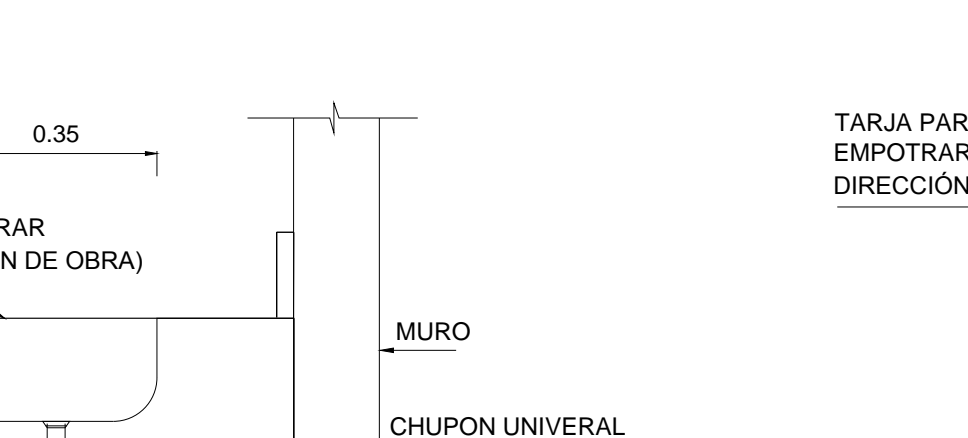 0.35
RAR
N DE OBRA)
MURO
CHUPON UNIVERAL
TARJA PAR
EMPOTRAR
DIRECCIÓN